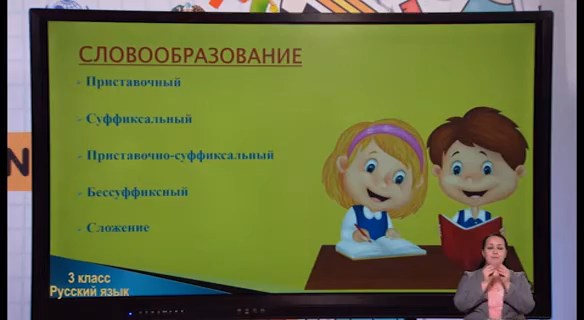 СЛОВООБРАЗОВАНИЕ
Приставочный
Суффиксальный
Приставочно-суффиксальный
Бессуффиксный
Сложение
N
3 класс
Русский язык